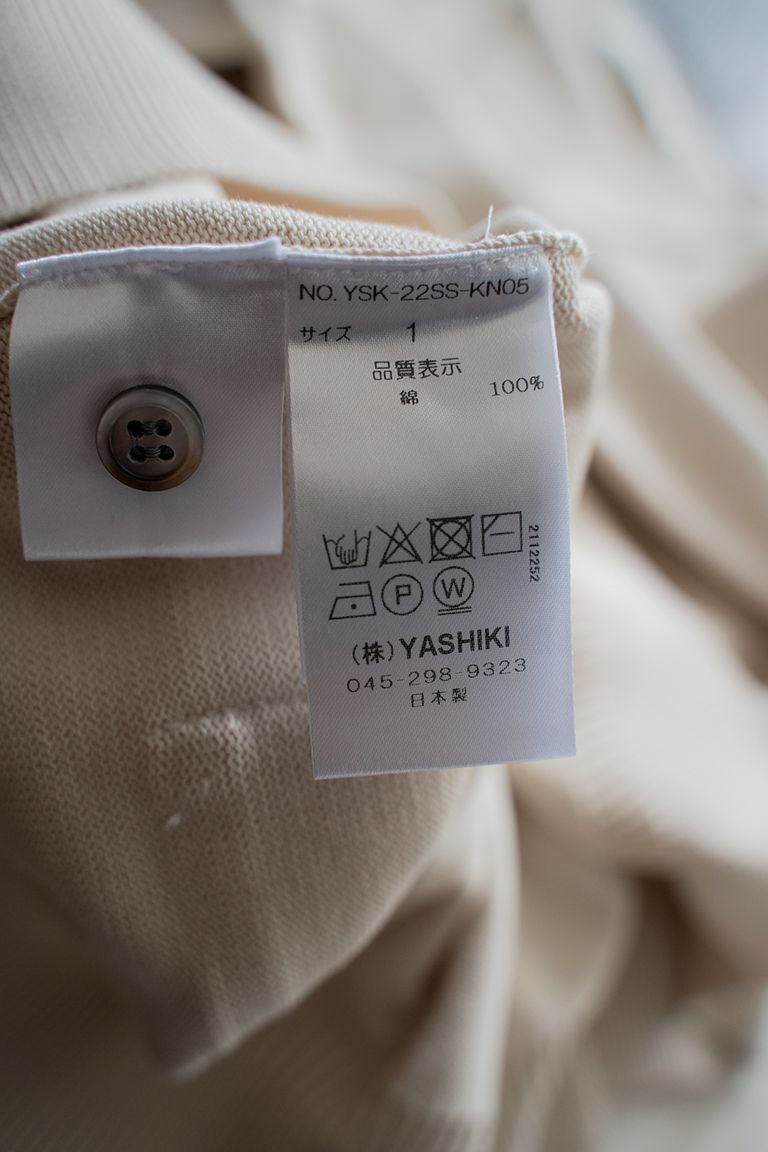 NO. YSK-22SS-KN05
サイズ 1
品質表示
綿 100%
2112252
P W
(株)YASHIKI
045-298-9323
日本製